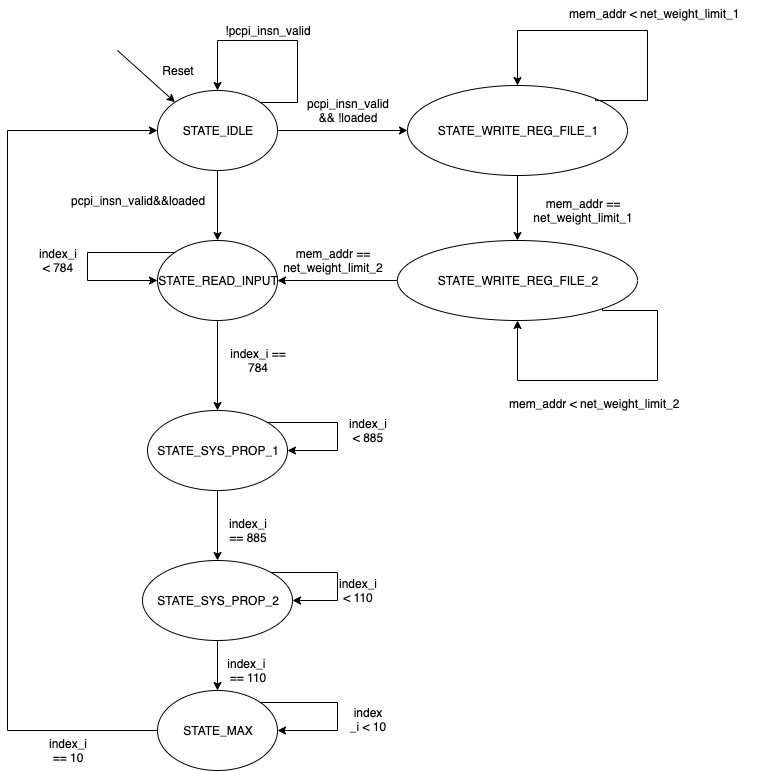 mem_addr < net_weight_limit_1
!pcpi_insn_valid
Reset
pcpi_insn_valid
&& !loaded
STATE_IDLE
STATE_WRITE_REG_FILE_1
pcpi_insn_valid&&loaded
mem_addr ==
net_weight_limit_1
index_i
< 784
mem_addr ==
net_weight_limit_2
STATE_READ_INPUT
STATE_WRITE_REG_FILE_2
index_i ==
784
mem_addr < net_weight_limit_2
index_i
< 885
STATE_SYS_PROP_1
index_i
== 885
index_i
< 110
STATE_SYS_PROP_2
index_i
== 110
index
_i < 10
STATE_MAX
index_i
== 10